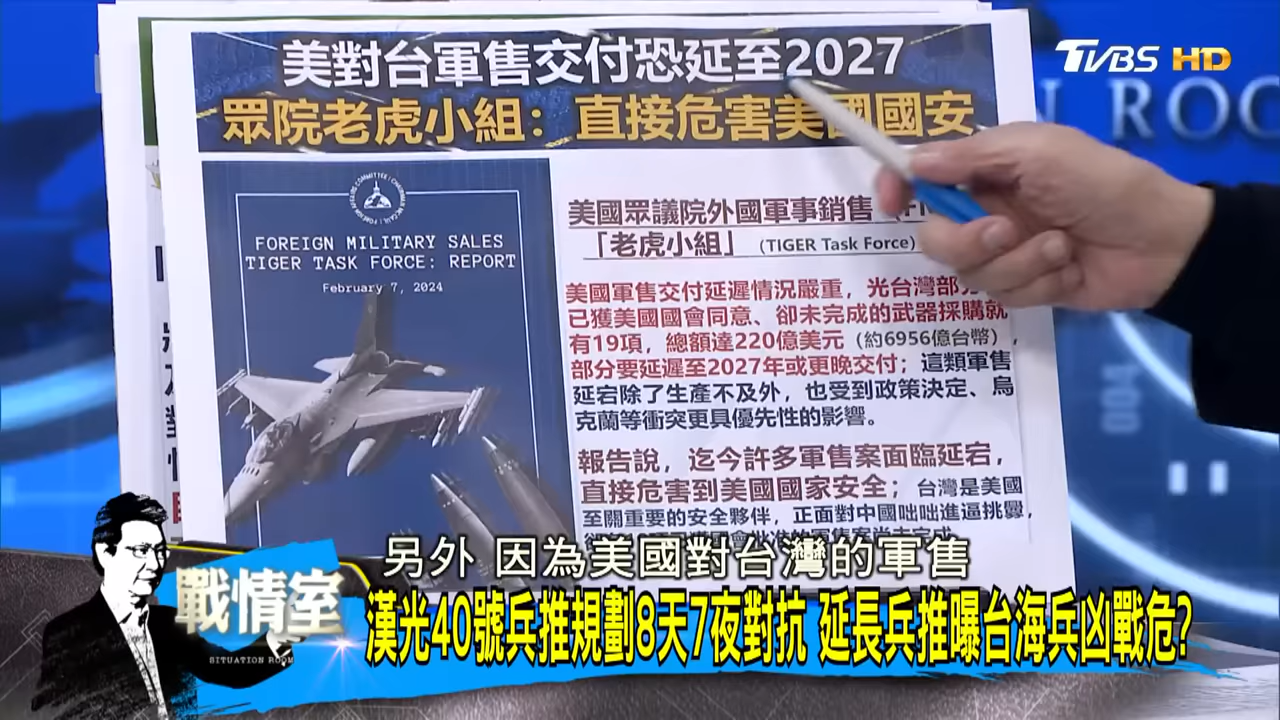 美對台軍售交付恐延至2027
眾院老虎小組：直接危害美國國安
TVBS HD
ROO
FOREIGN AFFAIRS COMMITTEE | CHAIRMAN MCCAUL
FOREIGN MILITARY SALES
TIGER TASK FORCE: REPORT
February 7, 2024
美國眾議院外國軍事銷售
「老虎小組」（TIGER Task Force）
美國軍售交付延遲情況嚴重，光台灣部
已獲美國國會同意、卻未完成的武器採購就
有19項，總額達220億美元（約6956億台幣），
部分要延遲至2027年或更晚交付；這類軍售
延宕除了生產不及外，也受到政策決定、烏
克蘭等衝突更具優先性的影響。
報告說，迄今許多軍售案面臨延宕，
直接危害到美國國家安全；台灣是美國
至關重要的安全夥伴，正面對中國咄咄進逼挑釁，
004
另外 因為美國對台灣的軍售
戰情室
SITUATION ROOM
漢光40號兵推規劃8天7夜對抗 延長兵推曝台海兵凶戰危?